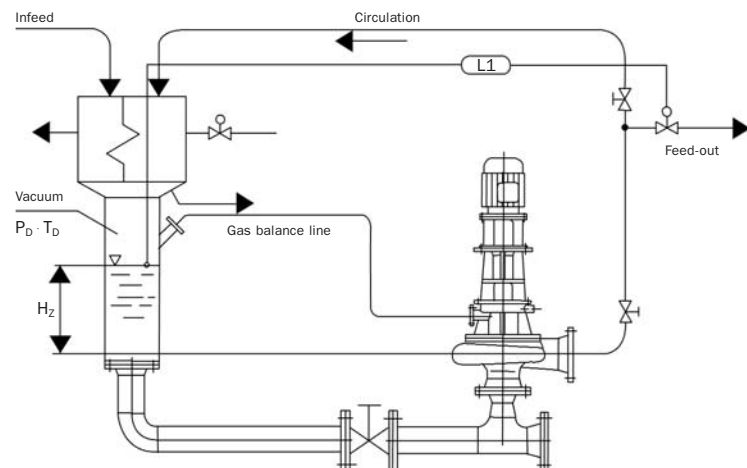 Infeed
Circulation
L1
Feed-out
Vacuum
P_D · T_D
Gas balance line
H_Z